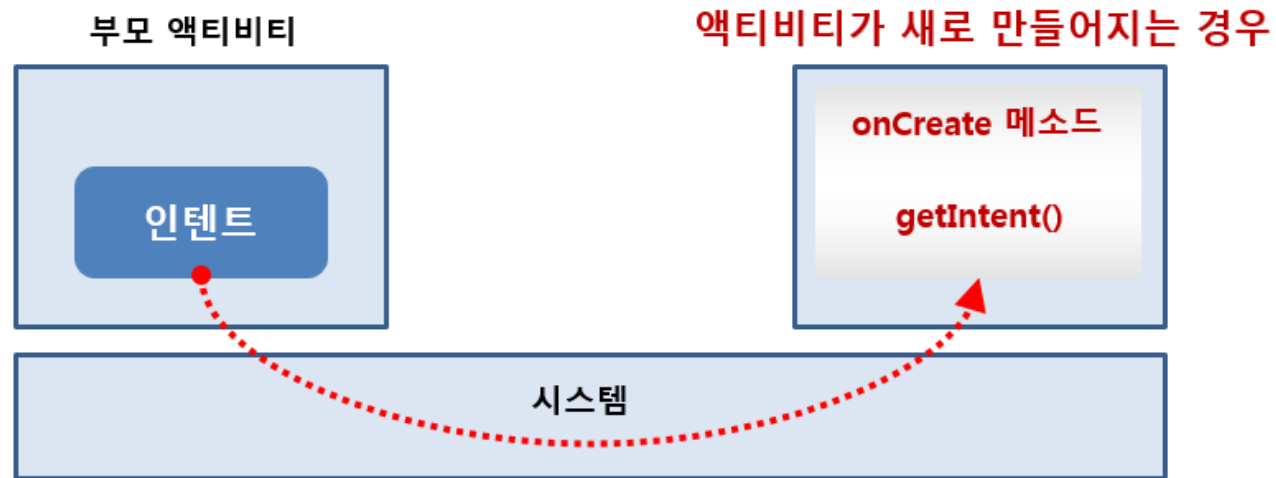 부모 액티비티
액티비티가 새로 만들어지는 경우
인텐트
onCreate 메소드
getIntent()
시스템